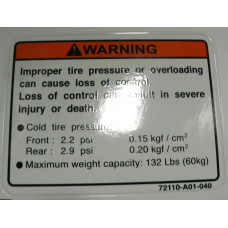 WARNING
Improper tire pressure or overloading
can cause loss of control.
Loss of control can result in severe
injury or death.
• Cold tire pressure
Front : 2.2 psi 0.15 kgf / cm²
Rear : 2.9 psi 0.20 kgf / cm²
• Maximum weight capacity: 132 Lbs (60kg)
72110-A01-040